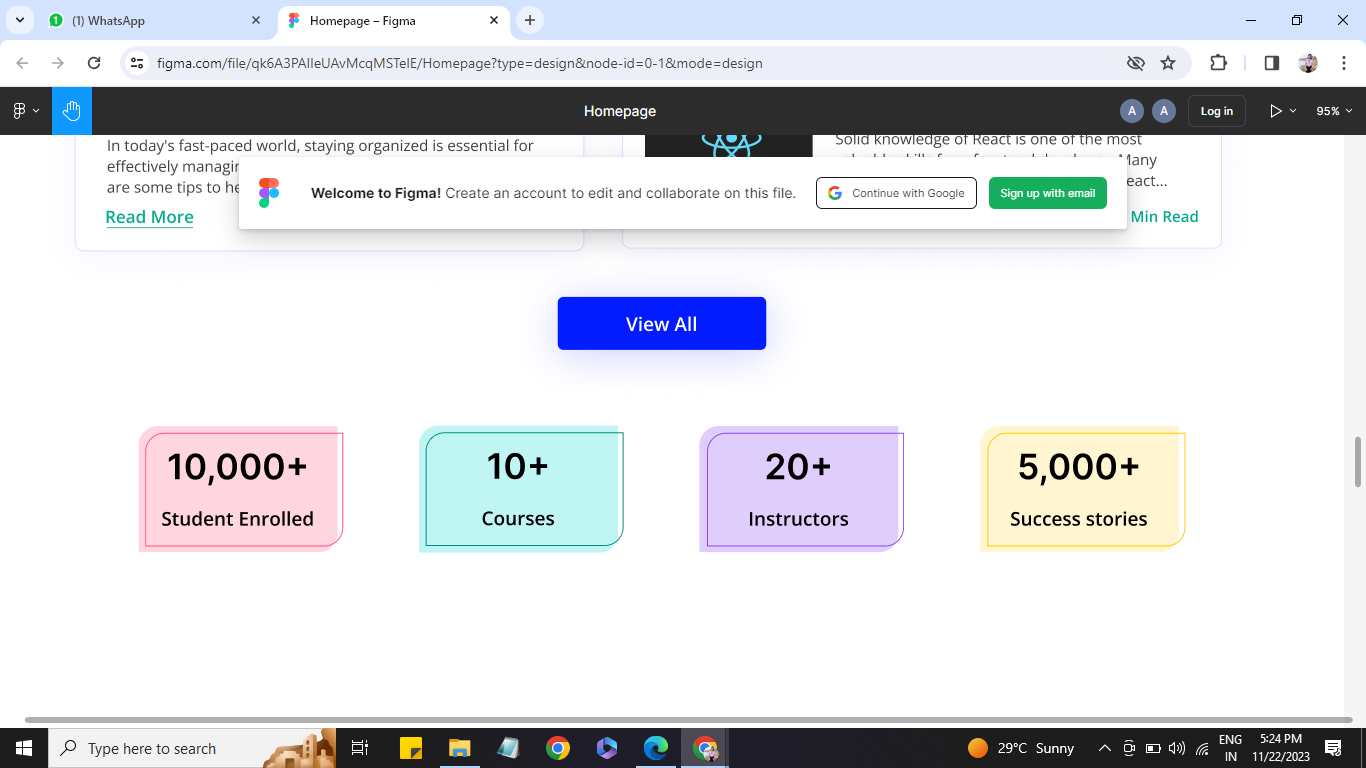 (1) WhatsApp
Homepage – Figma
figma.com/file/qk6A3PAlleUAvMcqMSTelE/Homepage?type=design&node-id=0-1&mode=design
Homepage
A
A
Log in
95%
In today's fast-paced world, staying organized is essential for
effectively managin
are some tips to he
Read More
Solid knowledge of React is one of the most
Many
eact...
Min Read
Welcome to Figma! Create an account to edit and collaborate on this file.
Continue with Google
Sign up with email
View All
10,000+
Student Enrolled
10+
Courses
20+
Instructors
5,000+
Success stories
Type here to search
29°C Sunny
ENG
IN
5:24 PM
11/22/2023